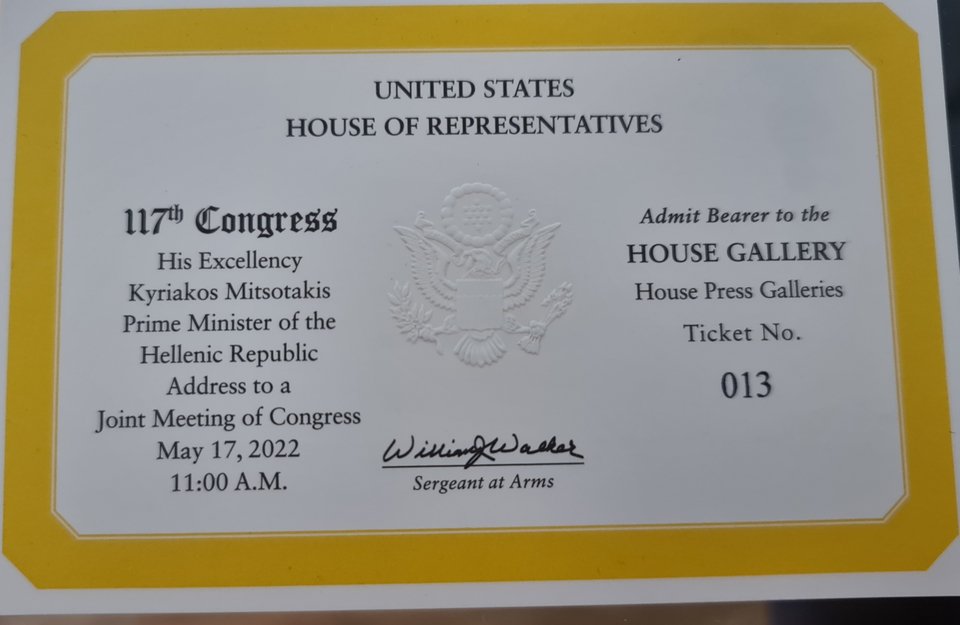 UNITED STATES
HOUSE OF REPRESENTATIVES
117th Congress
His Excellency
Kyriakos Mitsotakis
Prime Minister of the
Hellenic Republic
Address to a
Joint Meeting of Congress
May 17, 2022
11:00 A.M.
William J Walker
Sergeant at Arms
Admit Bearer to the
HOUSE GALLERY
House Press Galleries
Ticket No.
013